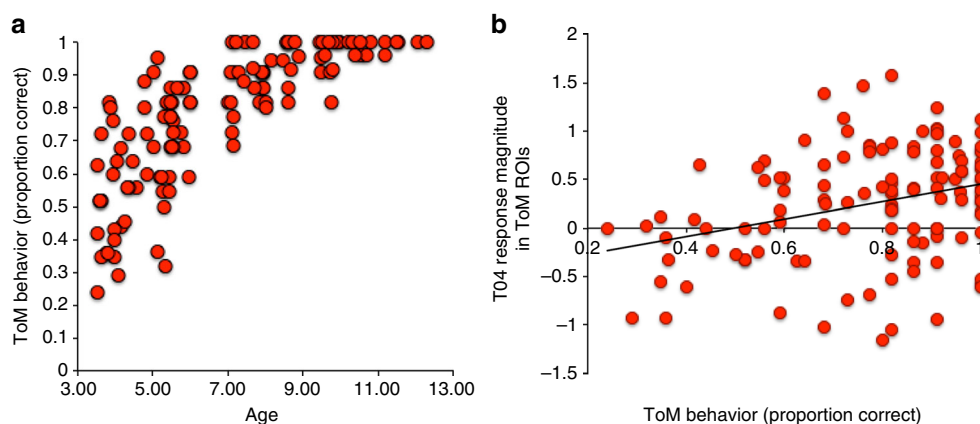 a
ToM behavior (proportion correct)
1
0.9
0.8
0.7
0.6
0.5
0.4
0.3
0.2
0.1
0
3.00 5.00 7.00 9.00 11.00 13.00
Age
b
T04 response magnitude
in ToM ROIs
2
1.5
1
0.5
0
−0.5
−1
−1.5
0.2 0.4 0.6 0.8
ToM behavior (proportion correct)